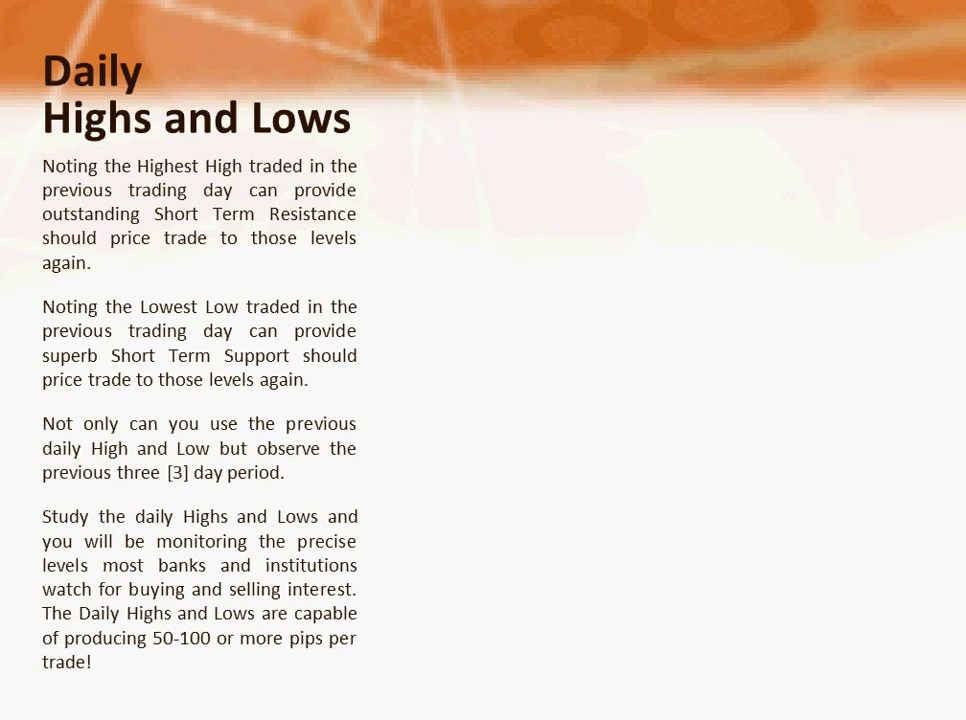 Daily
Highs and Lows
Noting the Highest High traded in the
previous trading day can provide
outstanding Short Term Resistance
should price trade to those levels
again.
Noting the Lowest Low traded in the
previous trading day can provide
superb Short Term Support should
price trade to those levels again.
Not only can you use the previous
daily High and Low but observe the
previous three [3] day period.
Study the daily Highs and Lows and
you will be monitoring the precise
levels most banks and institutions
watch for buying and selling interest.
The Daily Highs and Lows are capable
of producing 50-100 or more pips per
trade!